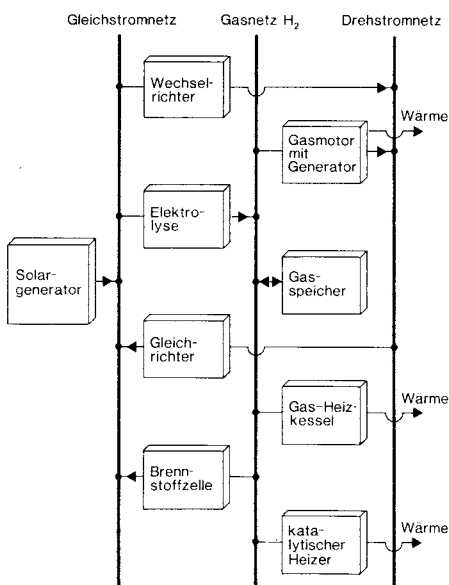 Gleichstromnetz
Gasnetz H₂
Drehstromnetz
Wechsel-
richter
Wärme
Gasmotor
mit
Generator
Elektro-
lyse
Solar-
generator
Gas-
speicher
Gleich-
richter
Wärme
Gas-Heiz-
kessel
Brenn-
stoffzelle
Wärme
kata-
lytischer
Heizer